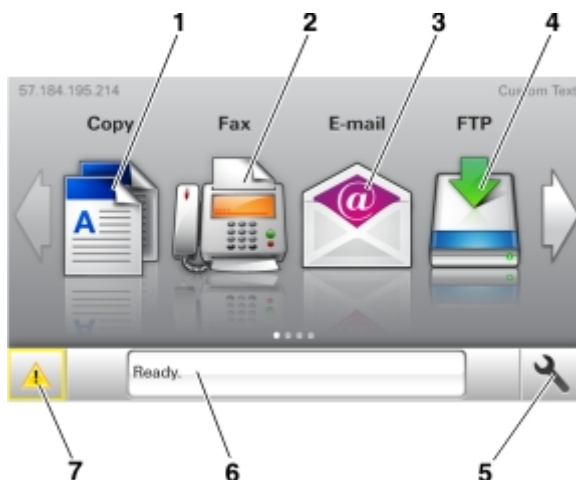 1 2 3 4
57.184.195.214 Custom Text
Copy Fax E-mail FTP
A @
Ready.
7 6 5